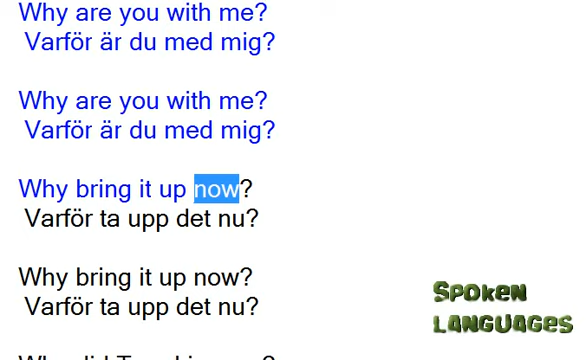 Why are you with me?
Varför är du med mig?
Why are you with me?
Varför är du med mig?
Why bring it up now?
Varför ta upp det nu?
Why bring it up now?
Varför ta upp det nu?
Spoken
Languages